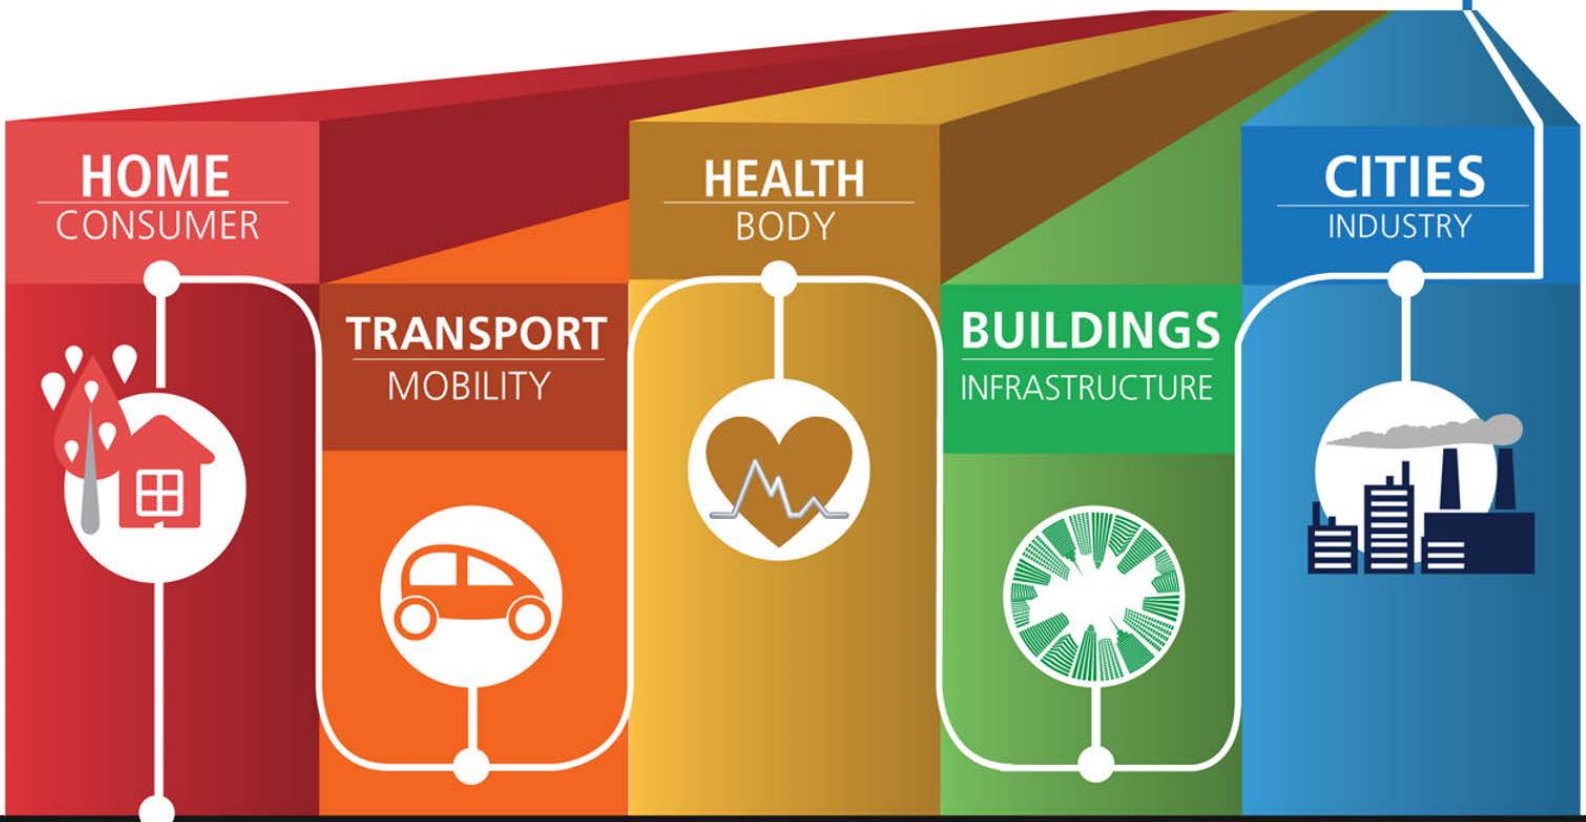 HOME
CONSUMER
TRANSPORT
MOBILITY
HEALTH
BODY
BUILDINGS
INFRASTRUCTURE
CITIES
INDUSTRY